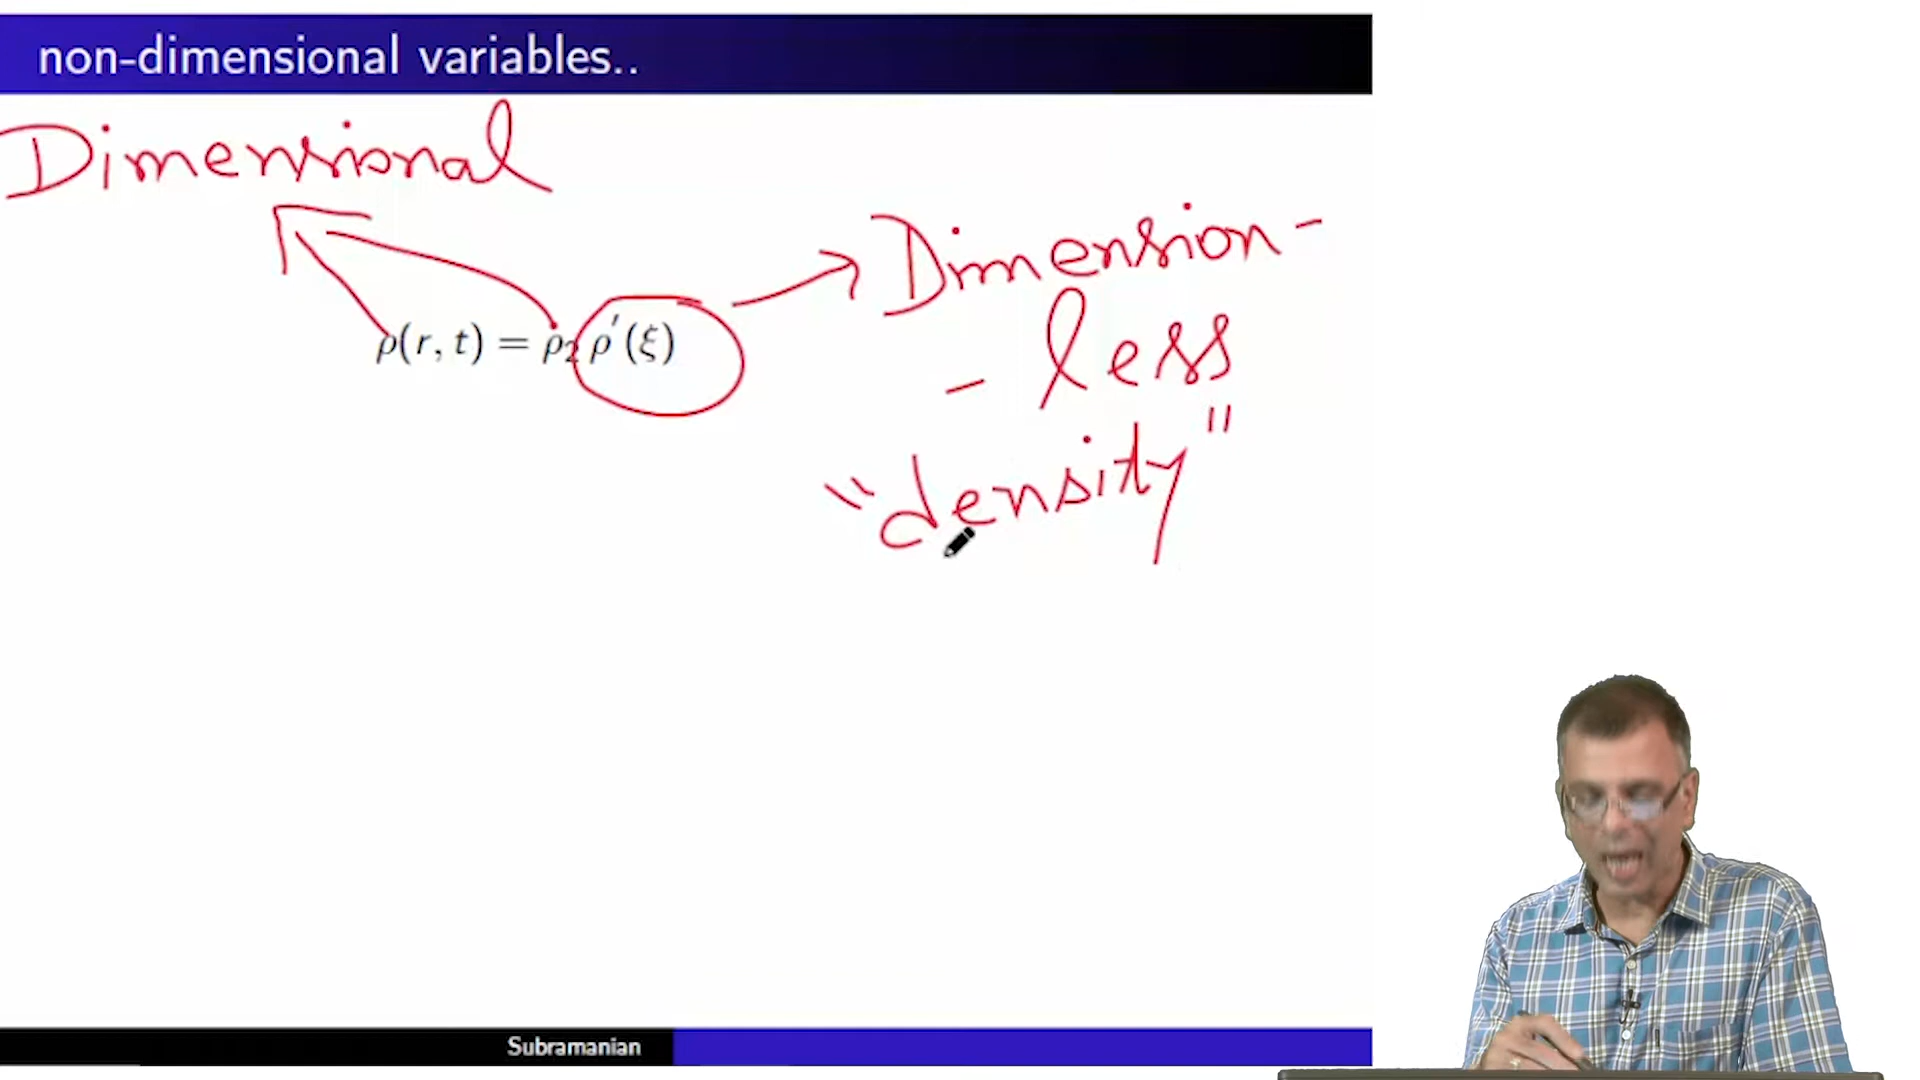 non-dimensional variables..
Dimensional
Dimension-
ρ(r, t) = ρ₂ ρ′(ξ)
- less
"density"
Subramanian